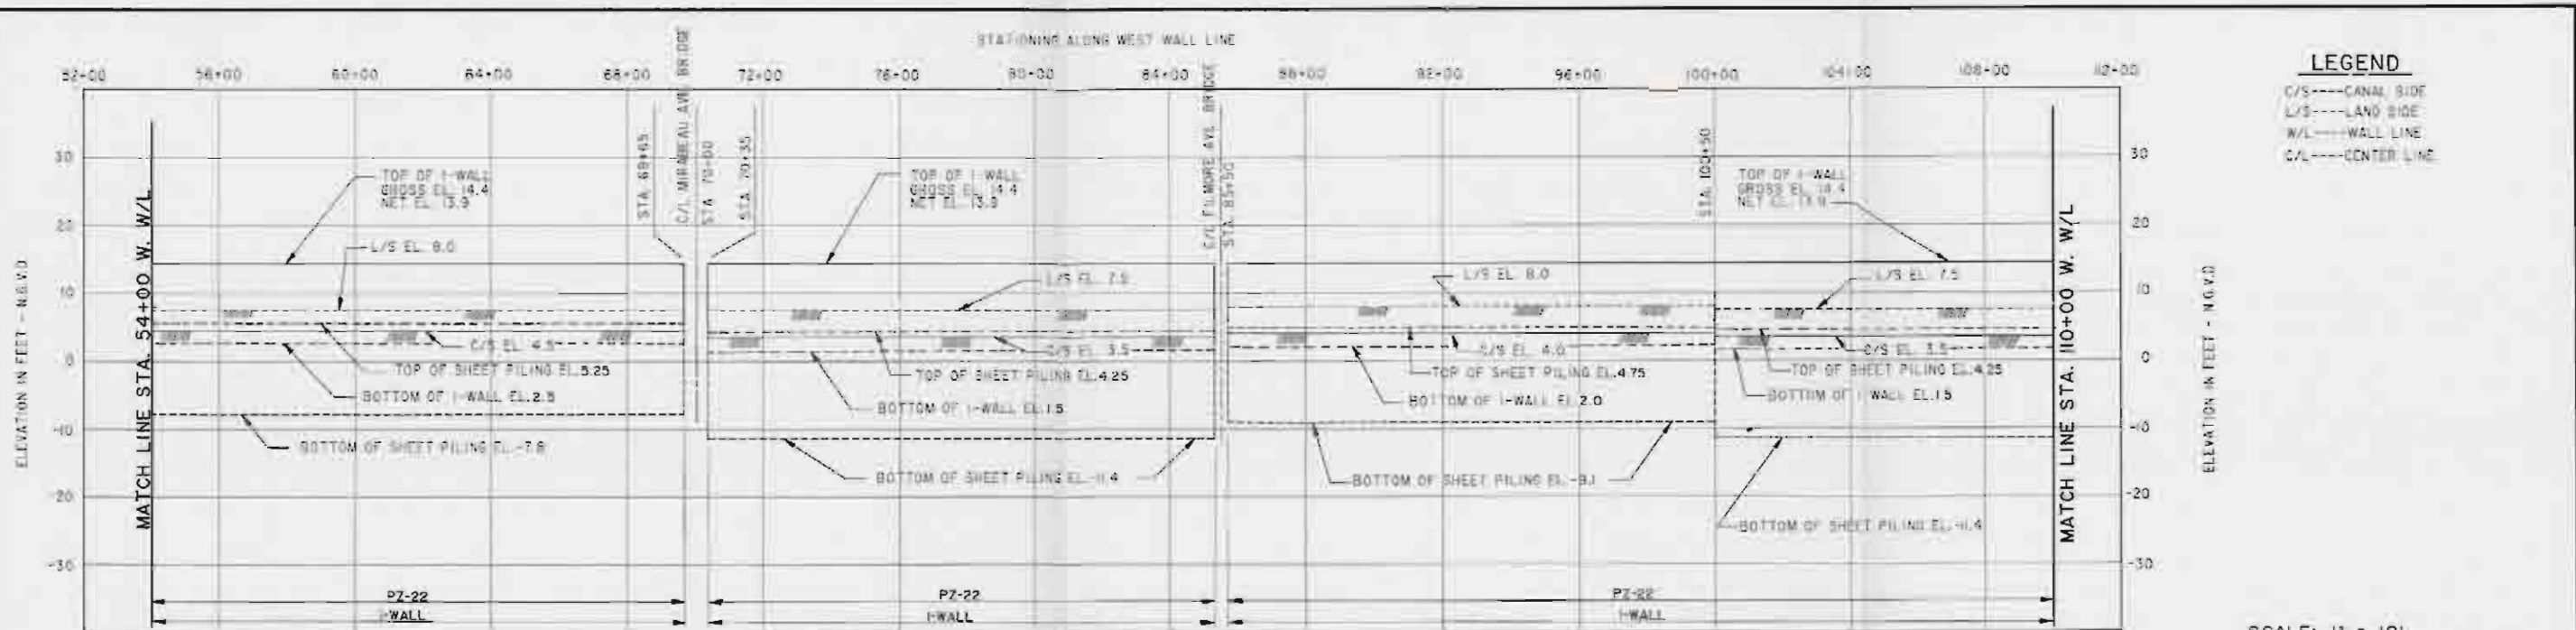 STATIONING ALONG WEST WALL LINE
52+00 56+00 60+00 64+00 68+00 72+00 76+00 80+00 84+00 88+00 92+00 96+00 100+00 104+00 108+00 112+00
LEGEND
C/S----CANAL SIDE
L/S----LAND SIDE
W/L----WALL LINE
C/L----CENTER LINE
ELEVATION IN FEET - N.G.V.D
30
20
10
0
-10
-20
-30
MATCH LINE STA. 54+00 W. W/L
TOP OF I-WALL
GROSS EL. 14.4
NET EL. 13.9
L/S EL. 8.0
C/S EL. 4.5
TOP OF SHEET PILING EL.5.25
BOTTOM OF I-WALL EL.2.5
BOTTOM OF SHEET PILING EL.-7.8
PZ-22
I-WALL
STA. 69+65
C/L MIRABEAU AVE BRIDGE
STA 70+00
STA. 70+35
TOP OF I-WALL
GROSS EL. 14.4
NET EL. 13.9
L/S EL. 7.5
C/S EL. 3.5
TOP OF SHEET PILING EL.4.25
BOTTOM OF I-WALL EL.1.5
BOTTOM OF SHEET PILING EL.-11.4
PZ-22
I-WALL
C/L FILMORE AVE BRIDGE
STA. 85+50
L/S EL. 8.0
C/S EL. 4.0
TOP OF SHEET PILING EL.4.75
BOTTOM OF I-WALL EL.2.0
BOTTOM OF SHEET PILING EL.-9.1
PZ-22
I-WALL
STA. 100+50
TOP OF I-WALL
GROSS EL. 14.4
NET EL. 13.9
L/S EL. 7.5
C/S EL. 3.5
TOP OF SHEET PILING EL.4.25
BOTTOM OF I-WALL EL.1.5
BOTTOM OF SHEET PILING EL.-11.4
MATCH LINE STA. 110+00 W. W/L
30
20
10
0
-10
-20
-30
ELEVATION IN FEET - N.G.V.D